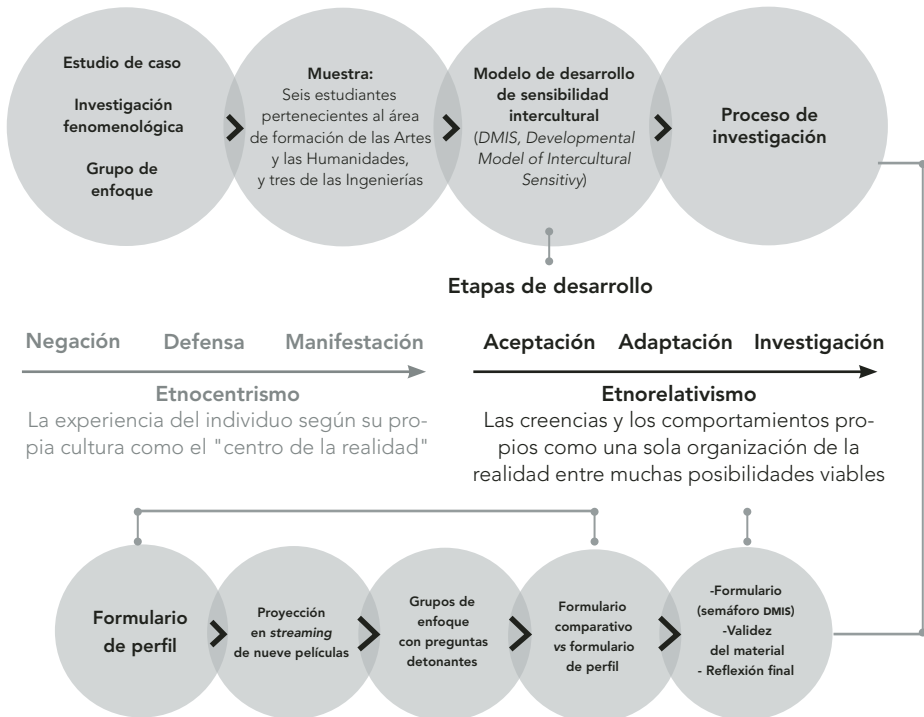 Estudio de caso
Investigación
fenomenológica
Grupo de
enfoque
Muestra:
Seis estudiantes
pertenecientes al área
de formación de las Artes
y las Humanidades,
y tres de las Ingenierías
Modelo de desarrollo
de sensibilidad
intercultural
(DMIS, Developmental
Model of Intercultural
Sensitivy)
Proceso de
investigación
Etapas de desarrollo
Negación Defensa Manifestación
Etnocentrismo
La experiencia del individuo según su pro-
pia cultura como el "centro de la realidad"
Aceptación Adaptación Investigación
Etnorelativismo
Las creencias y los comportamientos pro-
pios como una sola organización de la
realidad entre muchas posibilidades viables
Formulario
de perfil
Proyección
en streaming
de nueve películas
Grupos de
enfoque
con preguntas
detonantes
Formulario
comparativo
vs formulario
de perfil
-Formulario
(semáforo DMIS)
-Validez
del material
- Reflexión final